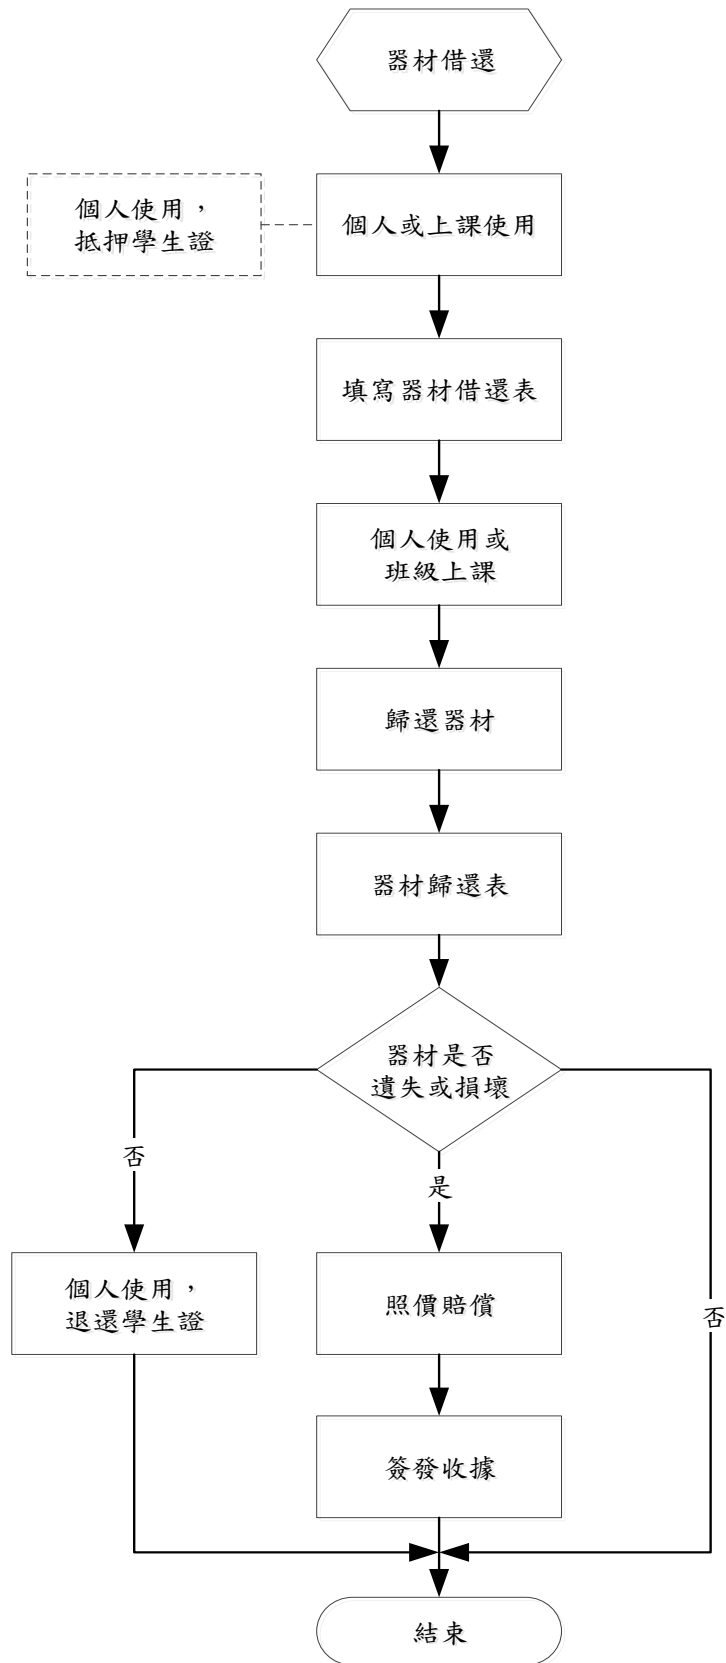 器材借還
個人使用，
抵押學生證
個人或上課使用
填寫器材借還表
個人使用或
班級上課
歸還器材
器材歸還表
器材是否
遺失或損壞
否
是
個人使用，
退還學生證
照價賠償
否
簽發收據
結束